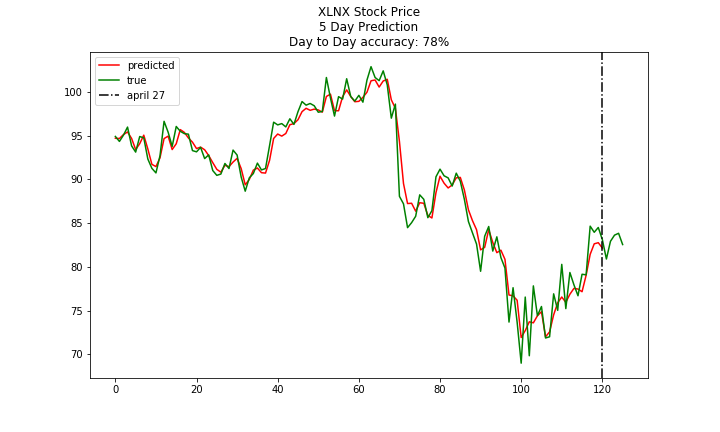 XLNX Stock Price
5 Day Prediction
Day to Day accuracy: 78%
predicted
true
april 27
100
95
90
85
80
75
70
0 20 40 60 80 100 120